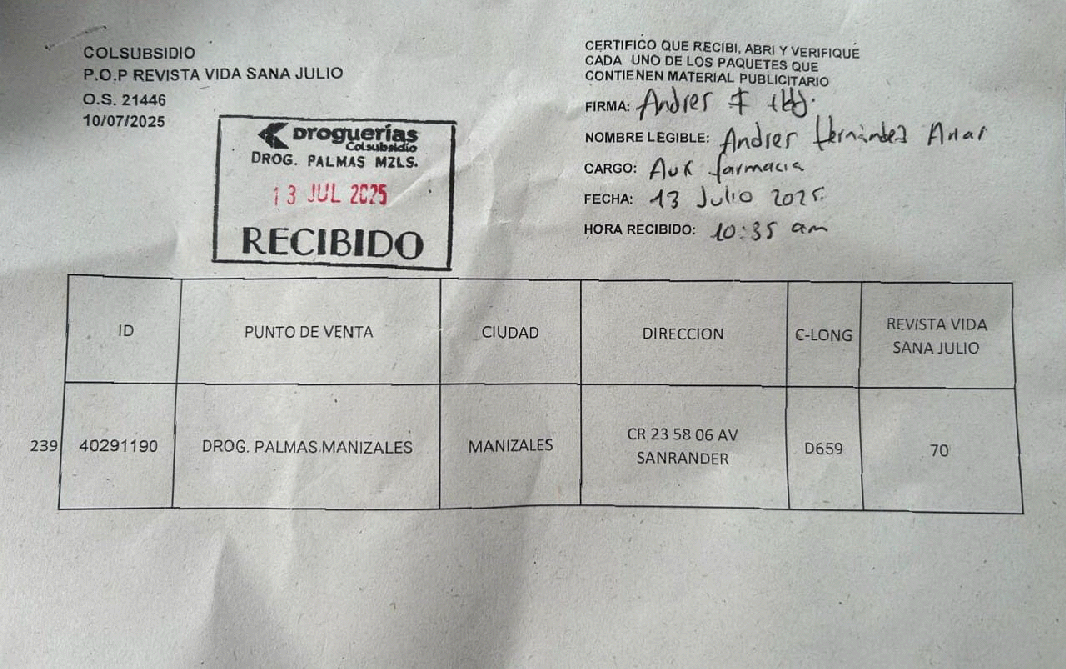 COLSUBSIDIO
P.O.P REVISTA VIDA SANA JULIO
O.S. 21446
10/07/2025
Droguerías
Colsubsidio
DROG. PALMAS MZLS.
13 JUL 2025
RECIBIDO
CERTIFICO QUE RECIBI, ABRI Y VERIFIQUE
CADA UNO DE LOS PAQUETES QUE
CONTIENEN MATERIAL PUBLICITARIO
FIRMA: Andres
NOMBRE LEGIBLE: Andres Hernández
CARGO: Aux farmacia
FECHA: 13 Julio 2025
HORA RECIBIDO: 10:35 am
ID PUNTO DE VENTA CIUDAD DIRECCION C-LONG REVISTA VIDA
SANA JULIO
239 40291190 DROG. PALMAS MANIZALES MANIZALES CR 23 58 06 AV D659 70
SANRANDER